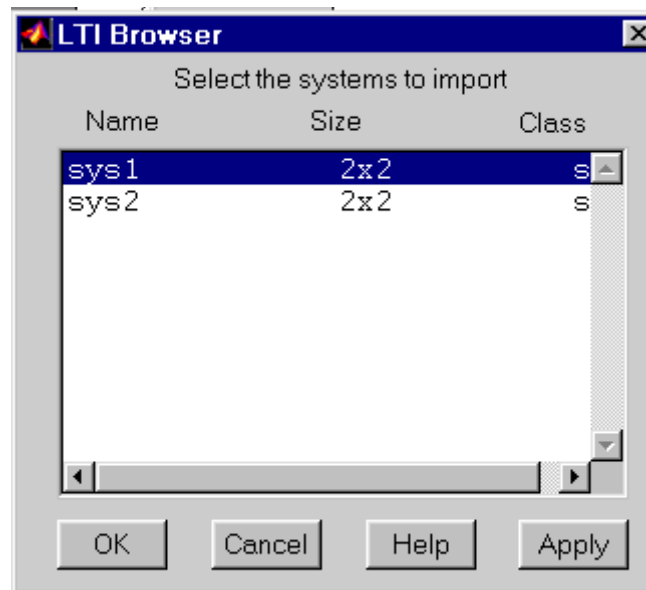 LTI Browser
Select the systems to import
Name Size Class
sys1 2x2 s
sys2 2x2 s
OK Cancel Help Apply